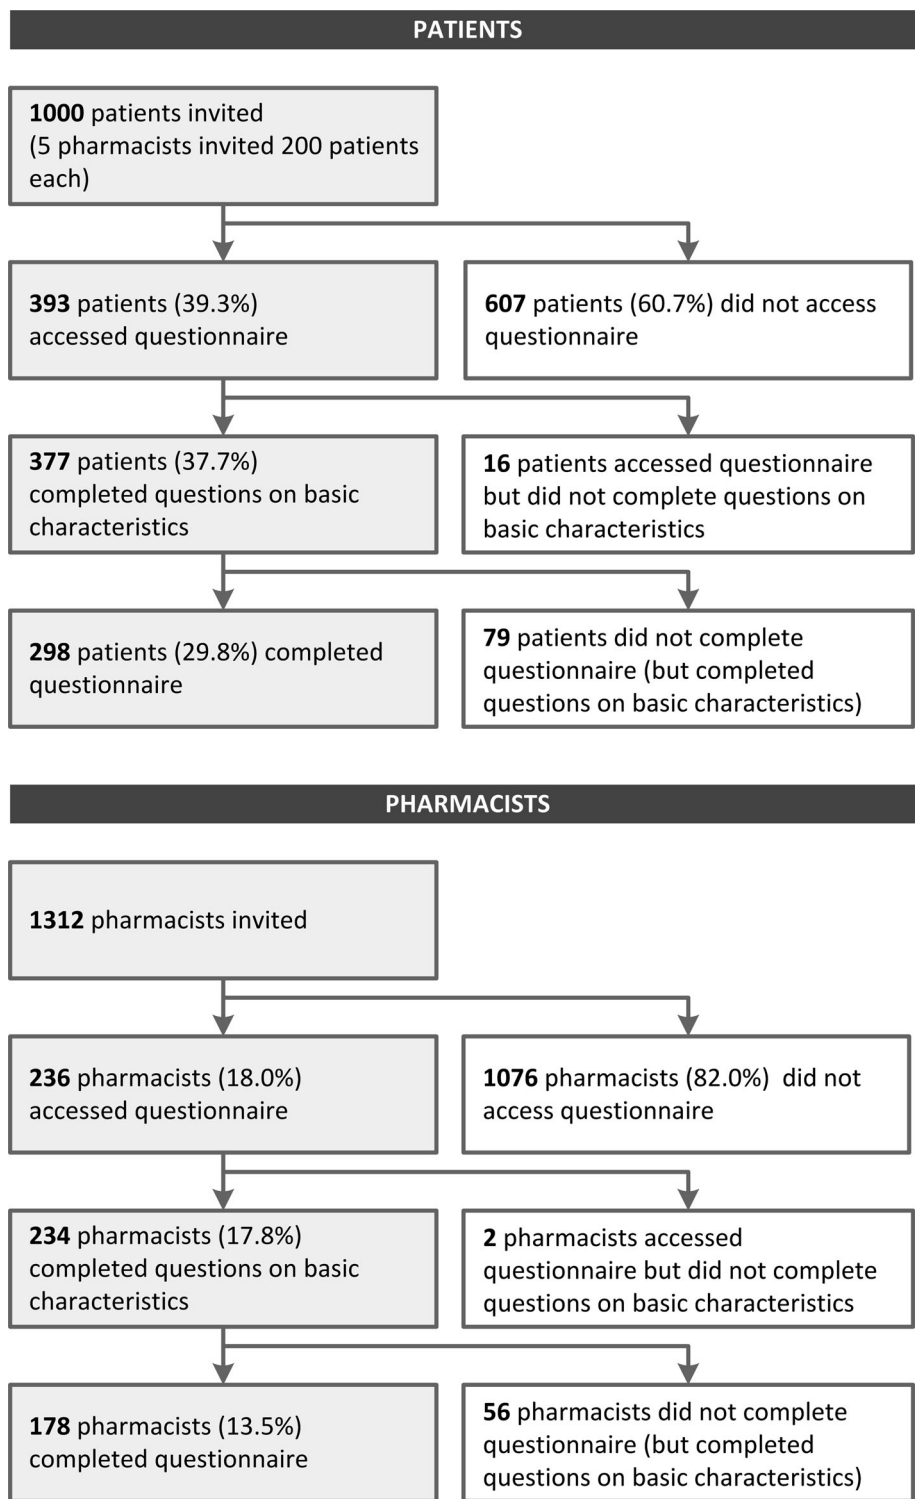 PATIENTS
1000 patients invited
(5 pharmacists invited 200 patients
each)
393 patients (39.3%)
accessed questionnaire
607 patients (60.7%) did not access
questionnaire
377 patients (37.7%)
completed questions on basic
characteristics
16 patients accessed questionnaire
but did not complete questions on
basic characteristics
298 patients (29.8%) completed
questionnaire
79 patients did not complete
questionnaire (but completed
questions on basic characteristics)
PHARMACISTS
1312 pharmacists invited
236 pharmacists (18.0%)
accessed questionnaire
1076 pharmacists (82.0%)  did not
access questionnaire
234 pharmacists (17.8%)
completed questions on basic
characteristics
2 pharmacists accessed
questionnaire but did not complete
questions on basic characteristics
178 pharmacists (13.5%)
completed questionnaire
56 pharmacists did not complete
questionnaire (but completed
questions on basic characteristics)